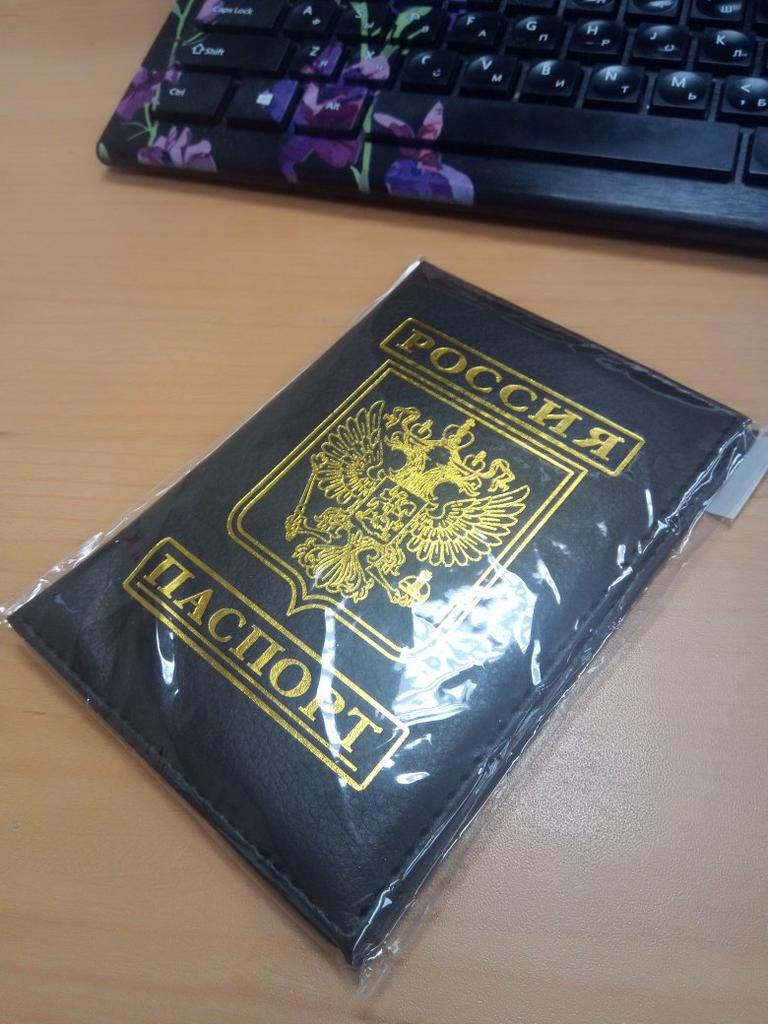 Caps Lock
A Ф
F А
G П
H Р
J О
K Л
Shift
Z Я
C С
V М
B И
N Т
M Ь
< , Б
Ctrl
Alt
РОССИЯ
ПАСПОРТ